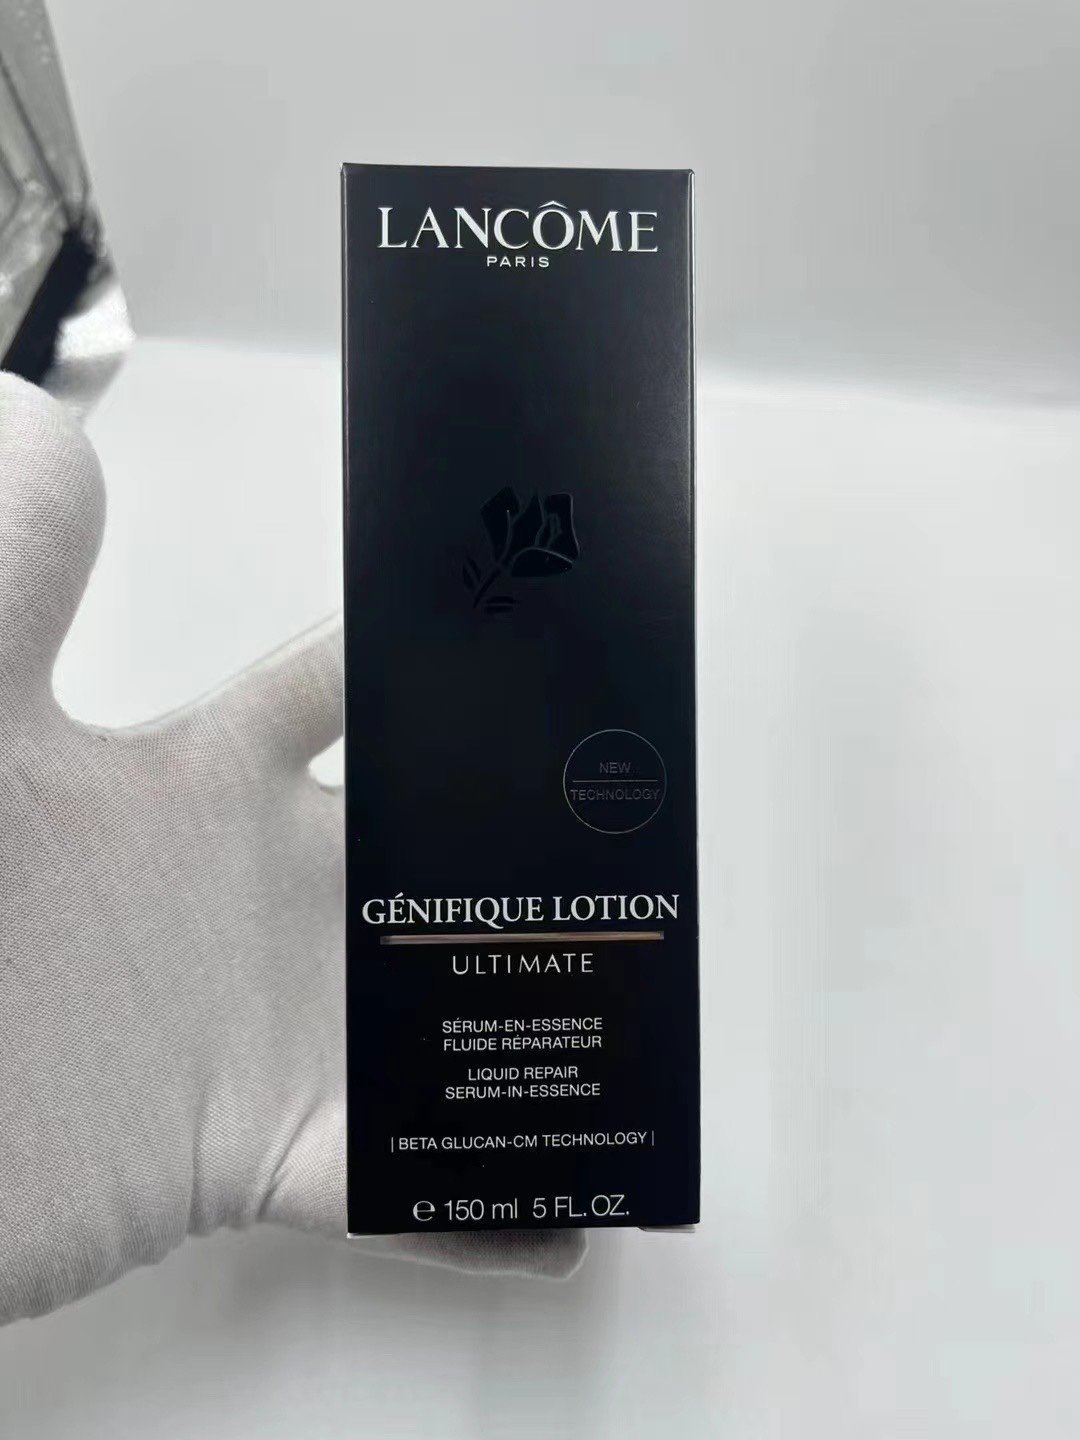 LANCÔME
PARIS
NEW
TECHNOLOGY
GÉNIFIQUE LOTION
ULTIMATE
SÉRUM-EN-ESSENCE
FLUIDE RÉPARATEUR
LIQUID REPAIR
SERUM-IN-ESSENCE
| BETA GLUCAN-CM TECHNOLOGY |
℮ 150 ml 5 FL. OZ.